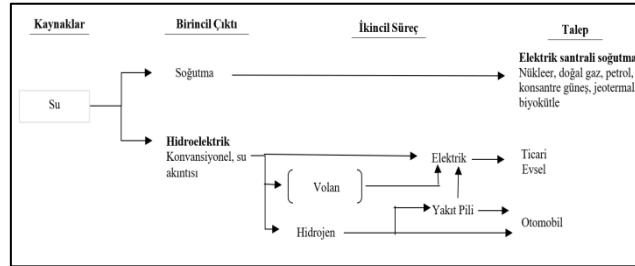 Kaynaklar
Birincil Çıktı
İkincil Süreç
Talep
Su
Soğutma
Elektrik santrali soğutma
Nükleer, doğal gaz, petrol,
konsantre güneş, jeotermal,
biyokütle
Hidroelektrik
Konvansiyonel, su
akıntısı
Elektrik
Ticari
Evsel
Volan
Yakıt Pili
Hidrojen
Otomobil